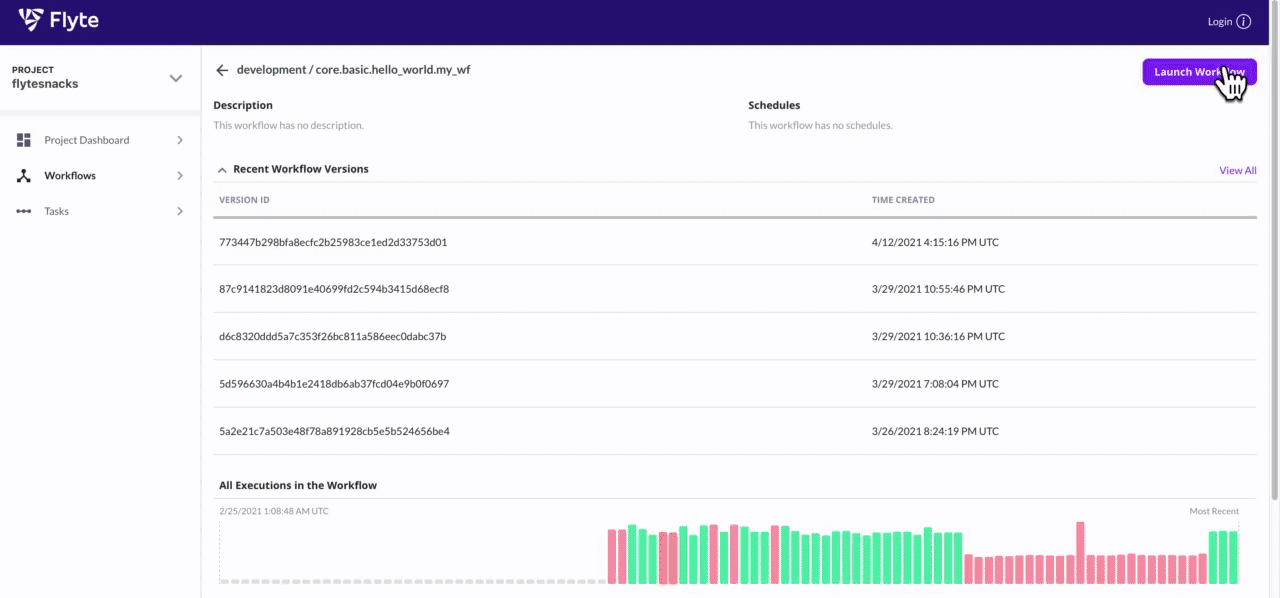 Flyte
Login
PROJECT
flytesnacks
development / core.basic.hello_world.my_wf
Launch Workflow
Description
Schedules
This workflow has no description.
This workflow has no schedules.
Project Dashboard
Workflows
Tasks
Recent Workflow Versions
View All
VERSION ID
TIME CREATED
773447b298bfa8ecfc2b25983ce1ed2d33753d01
4/12/2021 4:15:16 PM UTC
87c9141823d8091e40699fd2c594b3415d68ecf8
3/29/2021 10:55:46 PM UTC
d6c8320ddd5a7c353f26bc811a586eec0dabc37b
3/29/2021 10:36:16 PM UTC
5d596630a4b4b1e2418db6ab37fcd04e9b0f0697
3/29/2021 7:08:04 PM UTC
5a2e21c7a503e48f78a891928cb5e5b524656be4
3/26/2021 8:24:19 PM UTC
All Executions in the Workflow
2/25/2021 1:08:48 AM UTC
Most Recent